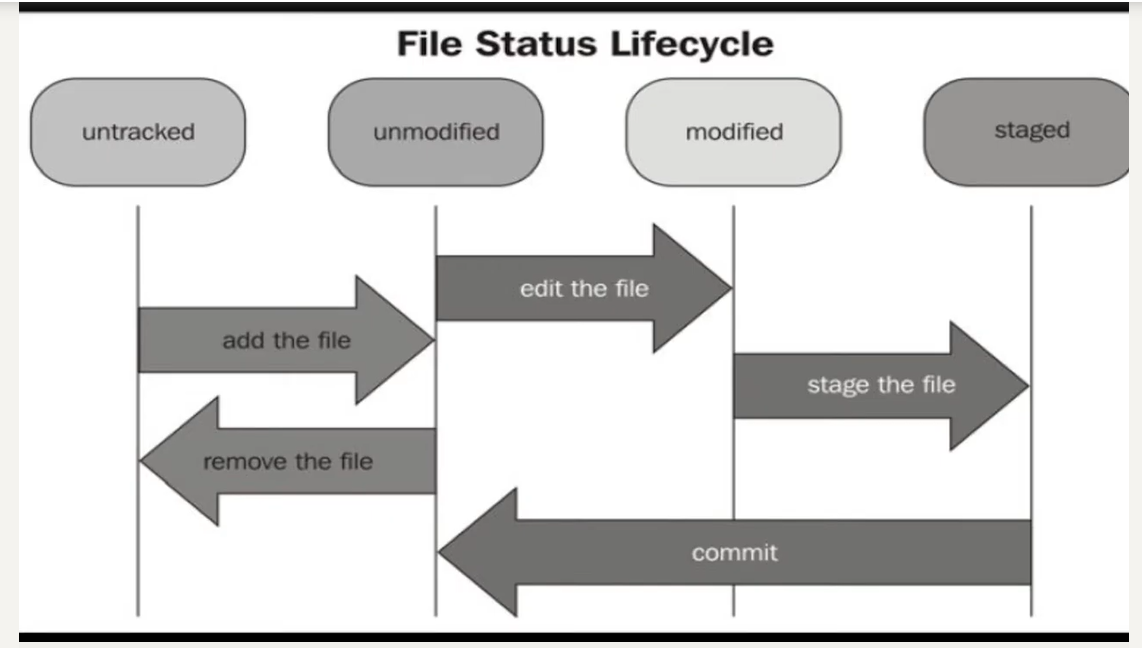 File Status Lifecycle
untracked
unmodified
modified
staged
edit the file
add the file
stage the file
remove the file
commit